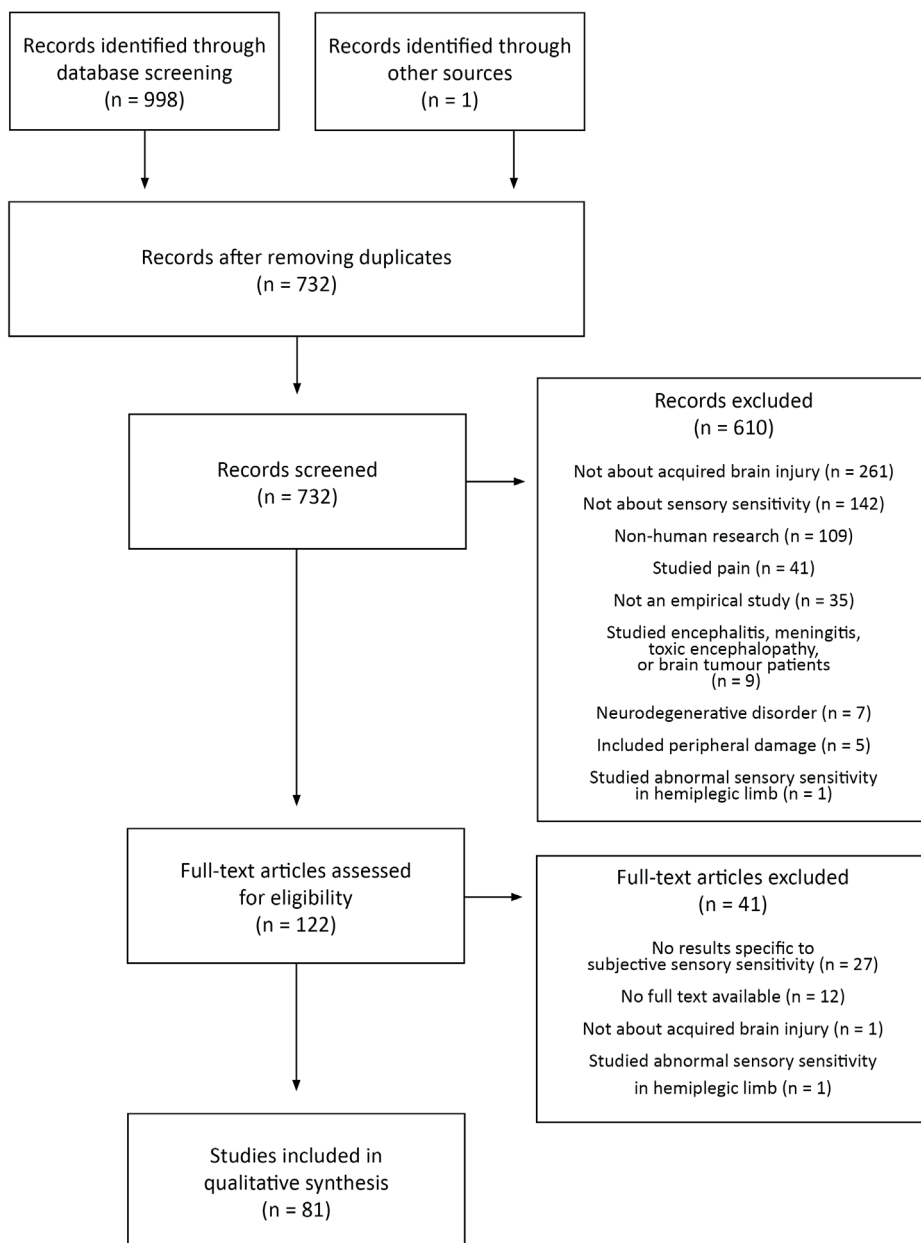 Records identified through
database screening
(n = 998)
Records identified through
other sources
(n = 1)
Records after removing duplicates
(n = 732)
Records screened
(n = 732)
Records excluded
(n = 610)
Not about acquired brain injury (n = 261)
Not about sensory sensitivity (n = 142)
Non-human research (n = 109)
Studied pain (n = 41)
Not an empirical study (n = 35)
Studied encephalitis, meningitis,
toxic encephalopathy,
or brain tumour patients
(n = 9)
Neurodegenerative disorder (n = 7)
Included peripheral damage (n = 5)
Studied abnormal sensory sensitivity
in hemiplegic limb (n = 1)
Full-text articles assessed
for eligibility
(n = 122)
Full-text articles excluded
(n = 41)
No results specific to
subjective sensory sensitivity (n = 27)
No full text available (n = 12)
Not about acquired brain injury (n = 1)
Studied abnormal sensory sensitivity
in hemiplegic limb (n = 1)
Studies included in
qualitative synthesis
(n = 81)